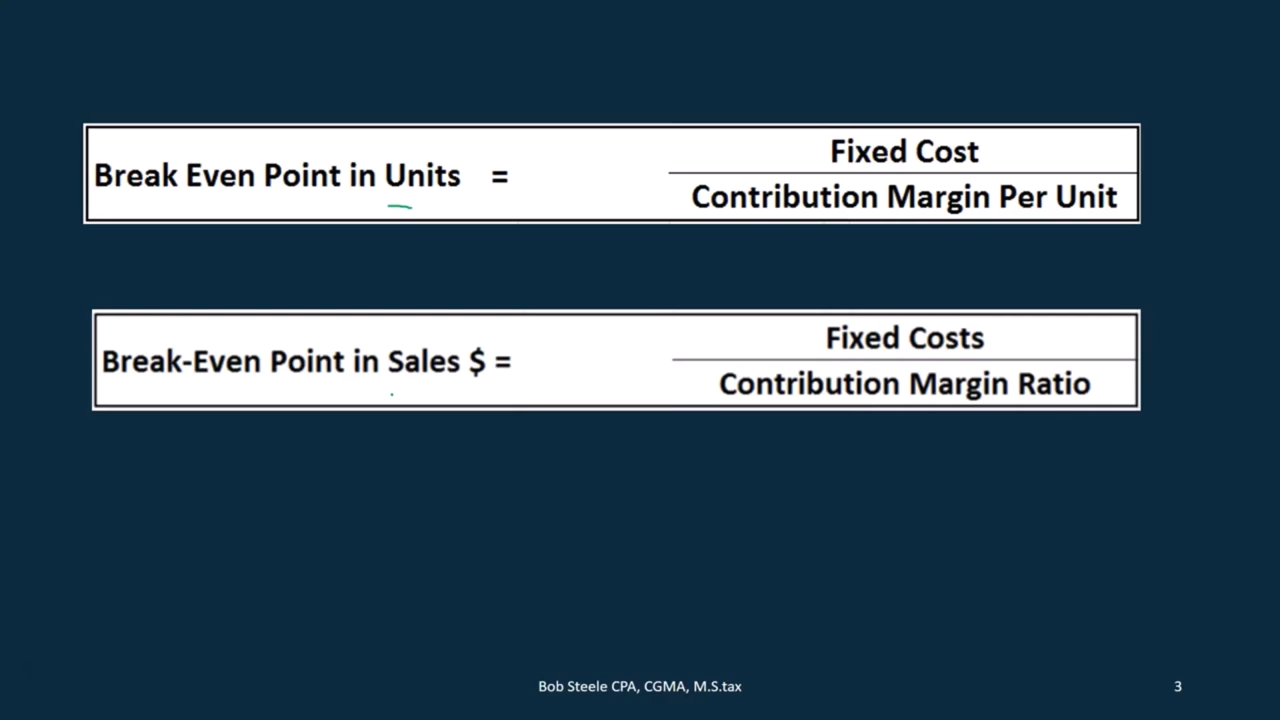 Break Even Point in Units =
Fixed Cost
Contribution Margin Per Unit
Break-Even Point in Sales $ =
Fixed Costs
Contribution Margin Ratio
Bob Steele CPA, CGMA, M.S.tax
3